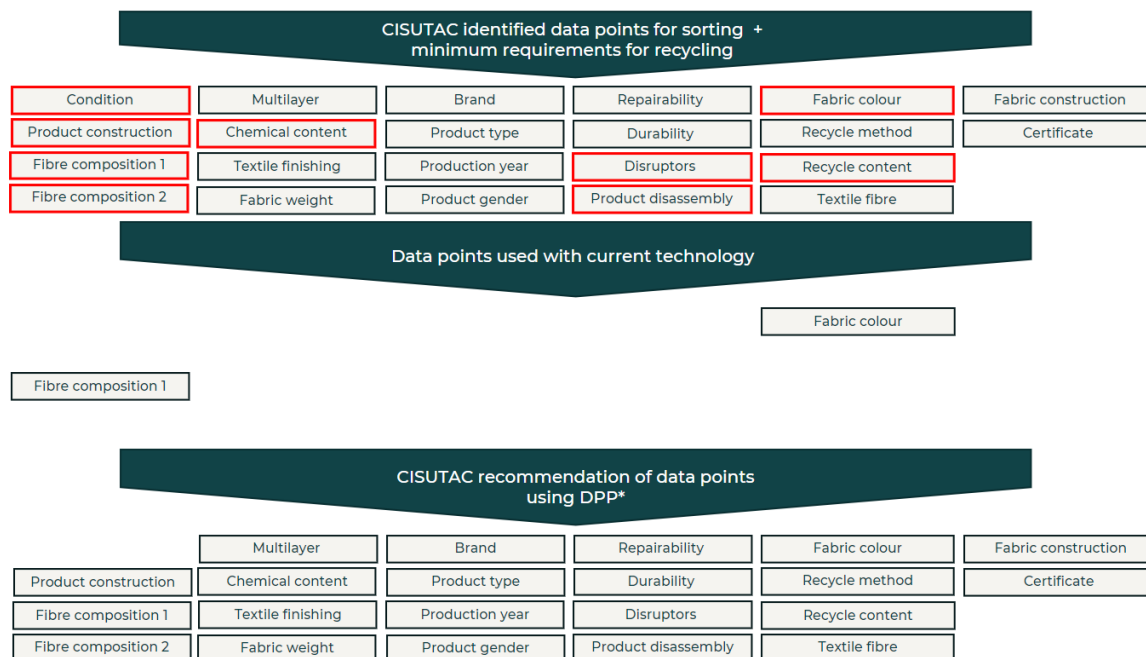 CISUTAC identified data points for sorting +
minimum requirements for recycling
Condition
Multilayer
Brand
Repairability
Fabric colour
Fabric construction
Product construction
Chemical content
Product type
Durability
Recycle method
Certificate
Fibre composition 1
Textile finishing
Production year
Disruptors
Recycle content
Fibre composition 2
Fabric weight
Product gender
Product disassembly
Textile fibre
Data points used with current technology
Fabric colour
Fibre composition 1
CISUTAC recommendation of data points
using DPP*
Multilayer
Brand
Repairability
Fabric colour
Fabric construction
Product construction
Chemical content
Product type
Durability
Recycle method
Certificate
Fibre composition 1
Textile finishing
Production year
Disruptors
Recycle content
Fibre composition 2
Fabric weight
Product gender
Product disassembly
Textile fibre